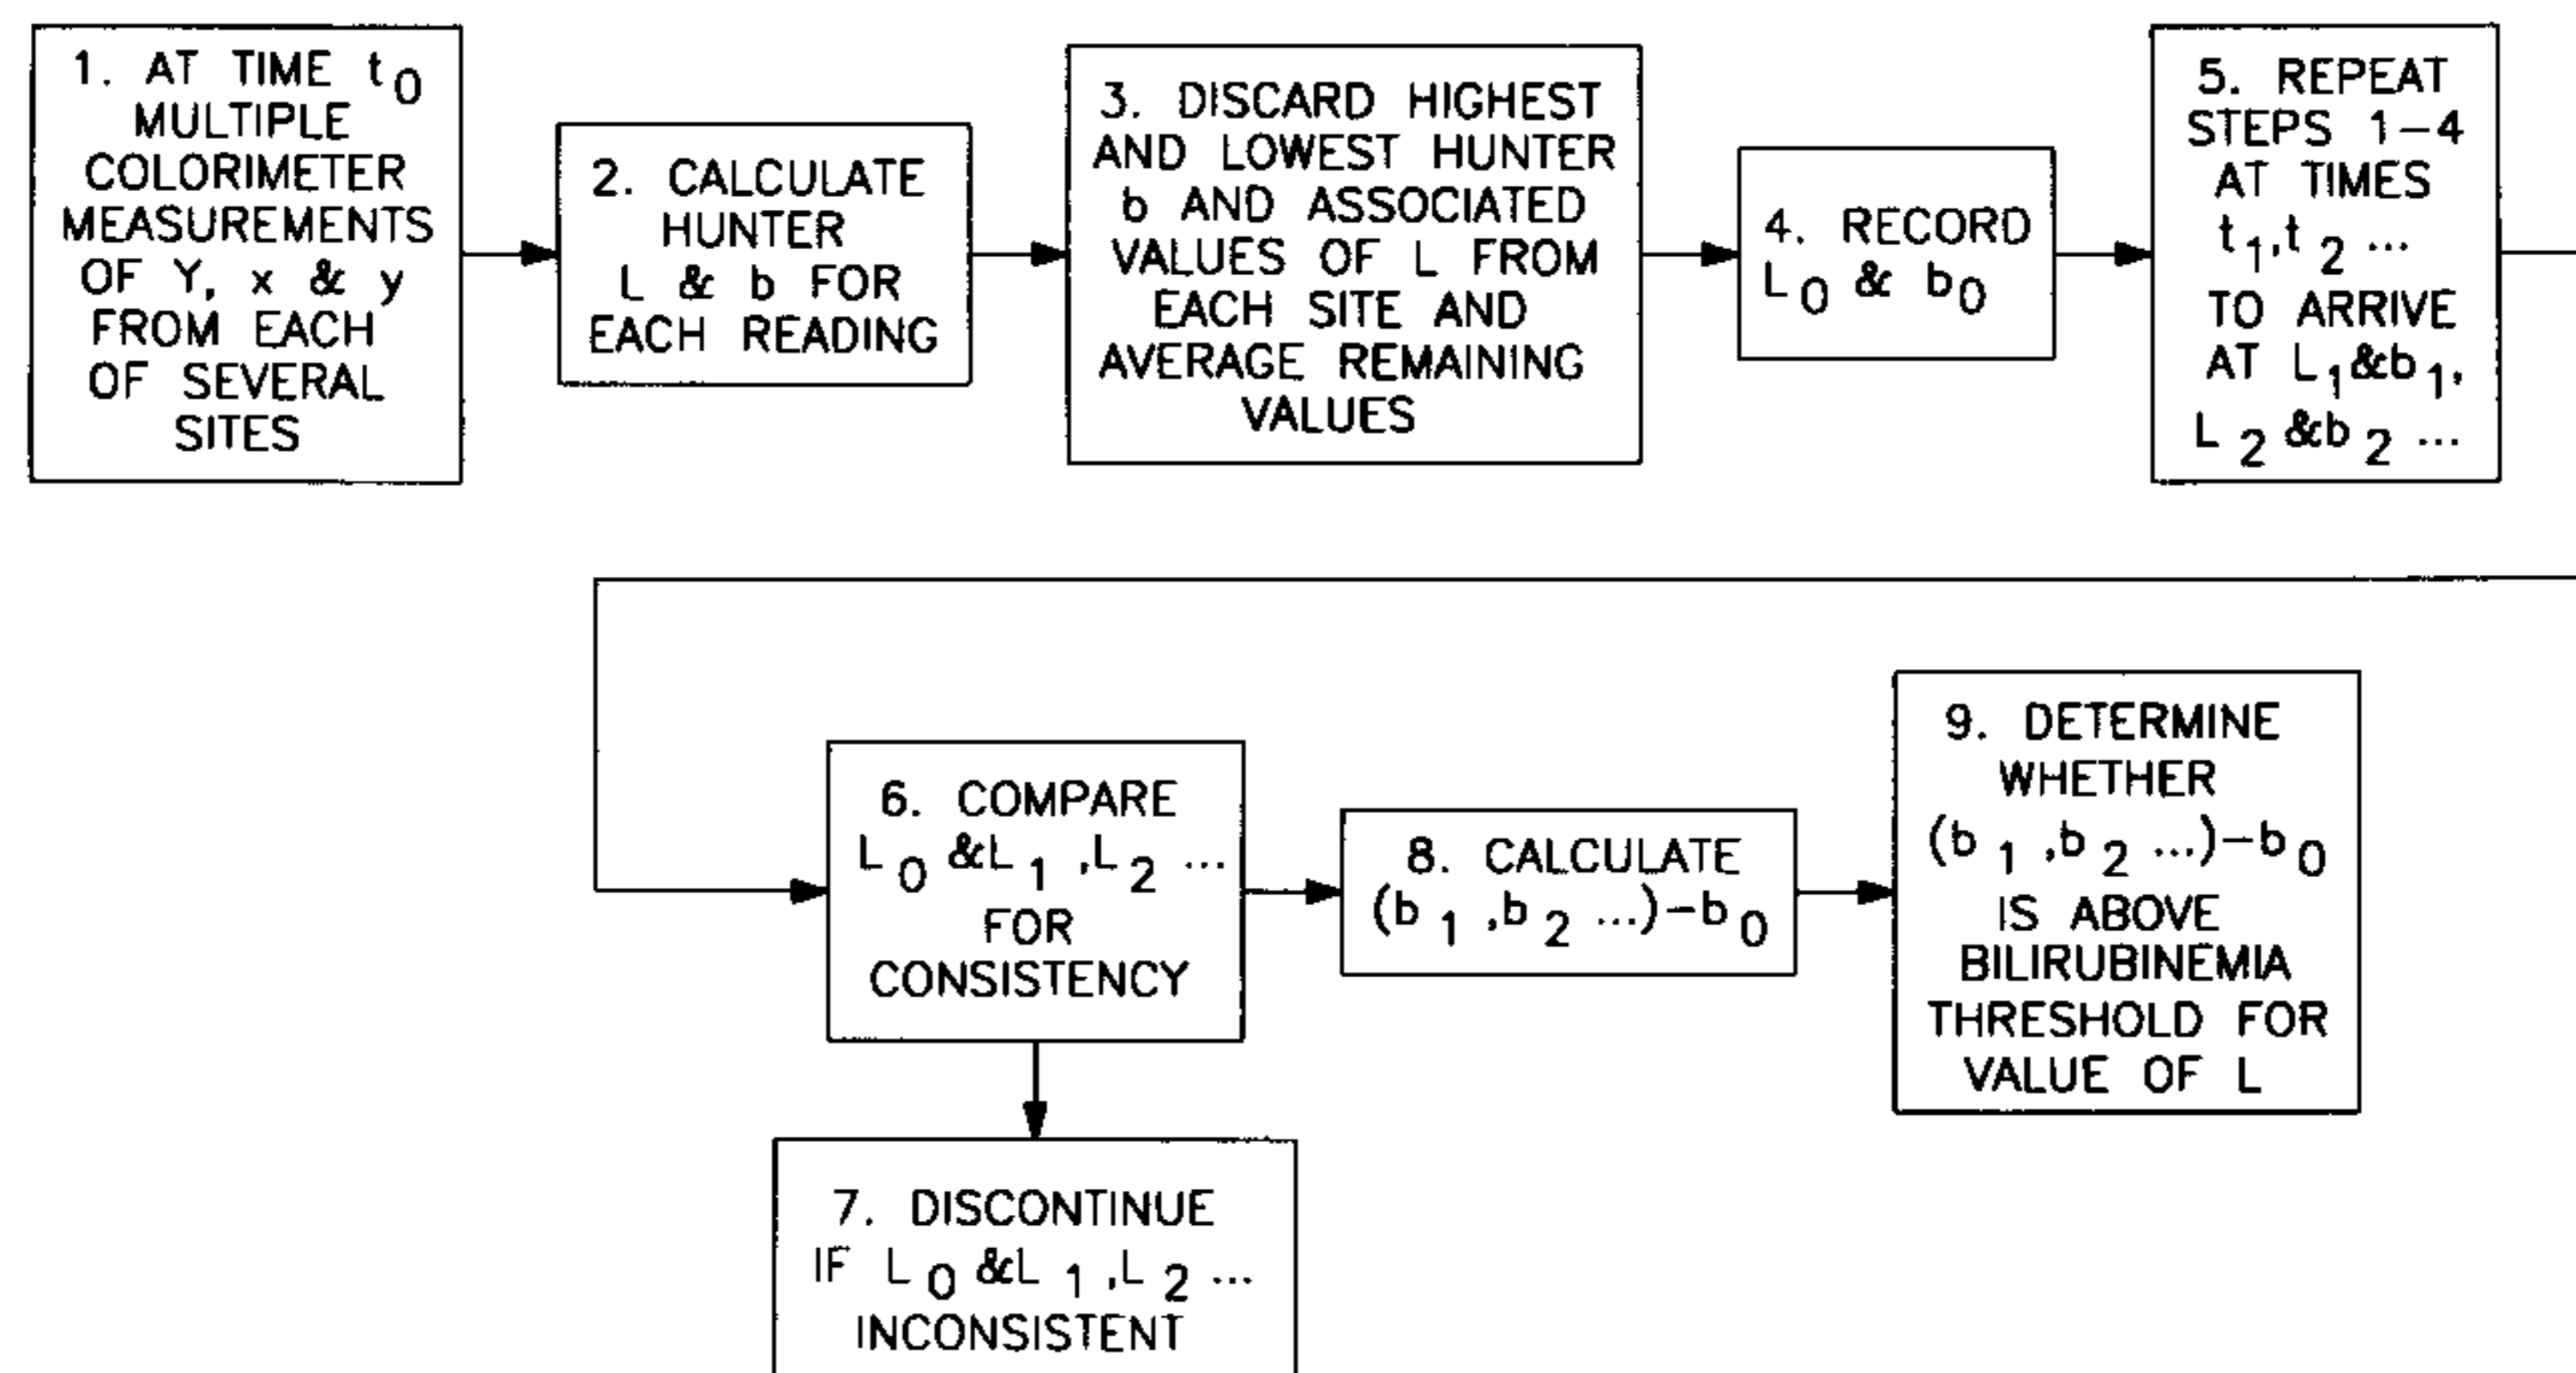 1. AT TIME t₀
MULTIPLE
COLORIMETER
MEASUREMENTS
OF Y, x & y
FROM EACH
OF SEVERAL
SITES
2. CALCULATE
HUNTER
L & b FOR
EACH READING
3. DISCARD HIGHEST
AND LOWEST HUNTER
b AND ASSOCIATED
VALUES OF L FROM
EACH SITE AND
AVERAGE REMAINING
VALUES
4. RECORD
L₀ & b₀
5. REPEAT
STEPS 1-4
AT TIMES
t₁,t₂ ...
TO ARRIVE
AT L₁&b₁,
L₂ &b₂ ...
6. COMPARE
L₀ &L₁ ,L₂ ...
FOR
CONSISTENCY
7. DISCONTINUE
IF L₀ &L₁ ,L₂ ...
INCONSISTENT
8. CALCULATE
(b₁ ,b₂ ...)-b₀
9. DETERMINE
WHETHER
(b₁ ,b₂ ...)-b₀
IS ABOVE
BILIRUBINEMIA
THRESHOLD FOR
VALUE OF L